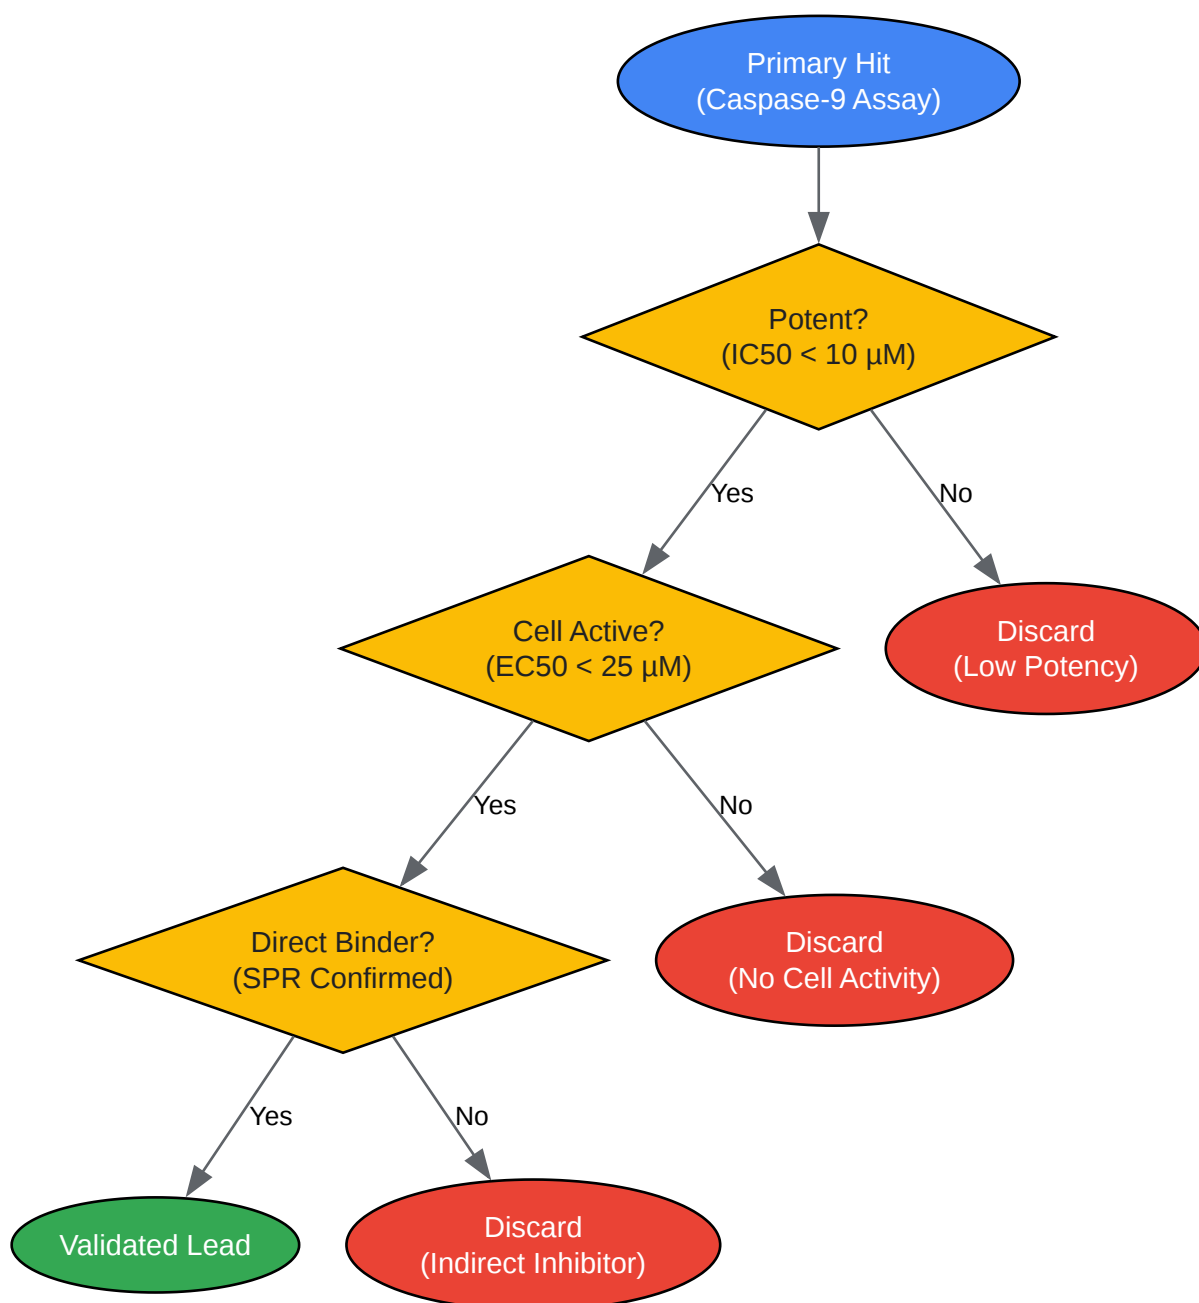 Primary Hit
(Caspase-9 Assay)
Potent?
(IC50 < 10 µM)
Yes
No
Cell Active?
(EC50 < 25 µM)
Discard
(Low Potency)
Yes
No
Direct Binder?
(SPR Confirmed)
Discard
(No Cell Activity)
Yes
No
Validated Lead
Discard
(Indirect Inhibitor)